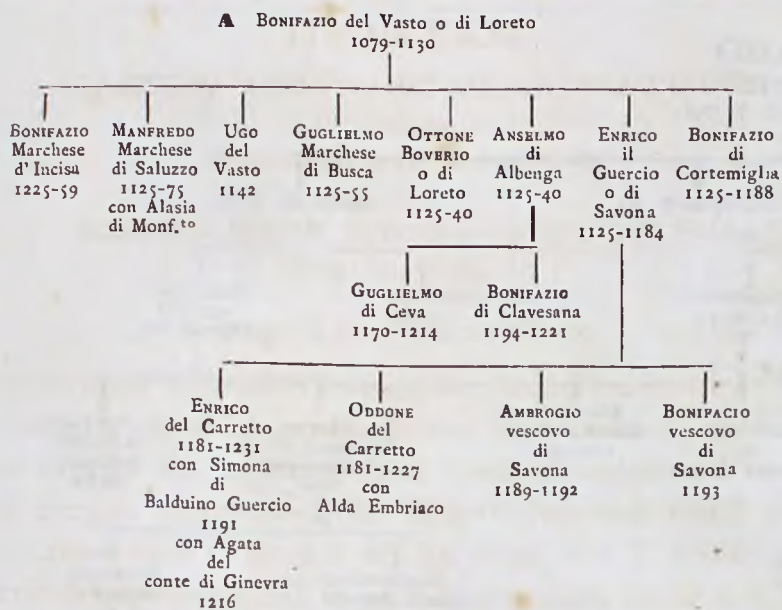 A BONIFAZIO del Vasto o di Loreto
1079-1130
BONIFAZIO
Marchese
d'Incisa
1225-59
MANFREDO
Marchese
di Saluzzo
1125-75
con Alasia
di Monf.to
UGO
del
Vasto
1142
GUGLIELMO
Marchese
di Busca
1125-55
OTTONE
BOVERIO
o di
Loreto
1125-40
ANSELMO
di
Albenga
1125-40
ENRICO
il
Guercio
o di
Savona
1125-1184
BONIFAZIO
di
Cortemiglia
1125-1188
GUGLIELMO
di Ceva
1170-1214
BONIFAZIO
di Clavesana
1194-1221
ENRICO
del Carretto
1181-1231
con Simona
di
Balduino Guercio
1191
con Agata
del
conte di Ginevra
1216
ODDONE
del
Carretto
1181-1227
con
Alda Embriaco
AMBROGIO
vescovo
di
Savona
1189-1192
BONIFACIO
vescovo
di
Savona
1193